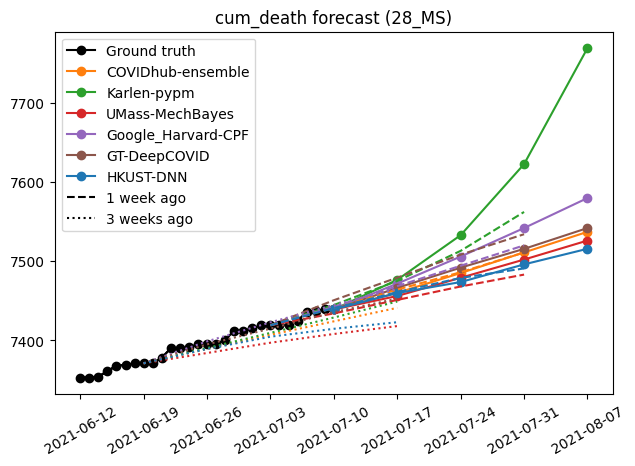 cum_death forecast (28_MS)
Ground truth
COVIDhub-ensemble
Karlen-pypm
UMass-MechBayes
Google_Harvard-CPF
GT-DeepCOVID
HKUST-DNN
1 week ago
3 weeks ago
7700
7600
7500
7400
2021-06-12
2021-06-19
2021-06-26
2021-07-03
2021-07-10
2021-07-17
2021-07-24
2021-07-31
2021-08-07